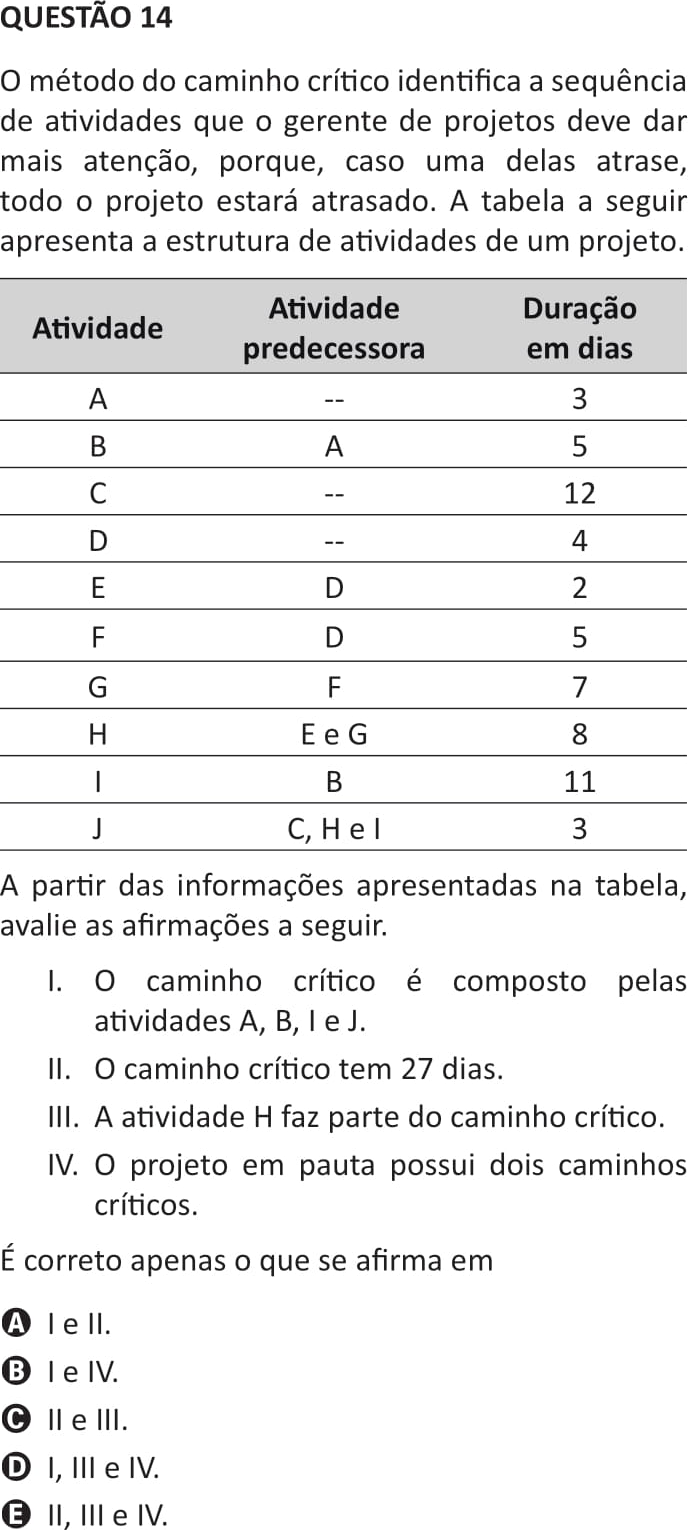 QUESTÃO 14
O método do caminho crítico identifica a sequência
de atividades que o gerente de projetos deve dar
mais atenção, porque, caso uma delas atrase,
todo o projeto estará atrasado. A tabela a seguir
apresenta a estrutura de atividades de um projeto.
Atividade Atividade predecessora Duração em dias
A -- 3
B A 5
C -- 12
D -- 4
E D 2
F D 5
G F 7
H E e G 8
I B 11
J C, H e I 3
A partir das informações apresentadas na tabela,
avalie as afirmações a seguir.
I. O caminho crítico é composto pelas
atividades A, B, I e J.
II. O caminho crítico tem 27 dias.
III. A atividade H faz parte do caminho crítico.
IV. O projeto em pauta possui dois caminhos
críticos.
É correto apenas o que se afirma em
A I e II.
B I e IV.
C II e III.
D I, III e IV.
E II, III e IV.